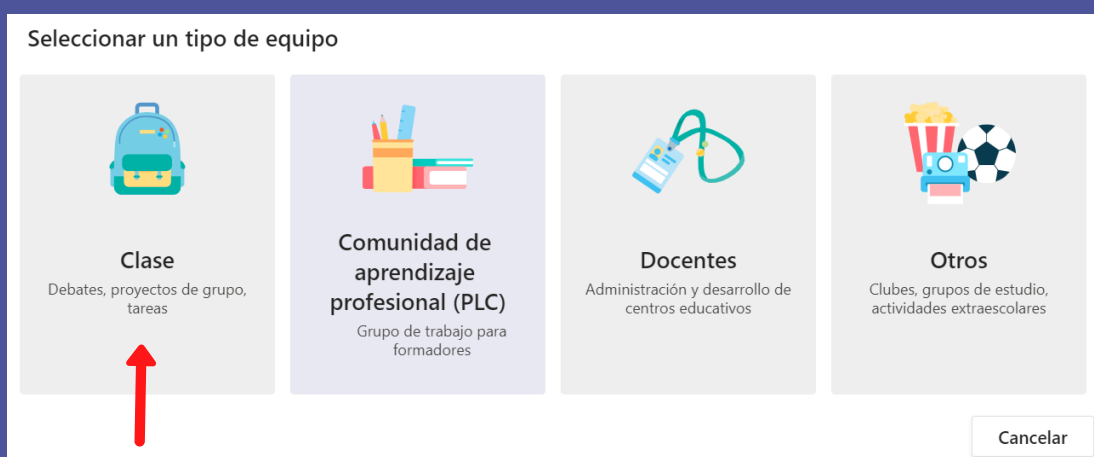 Seleccionar un tipo de equipo
Clase
Debates, proyectos de grupo,
tareas
Comunidad de
aprendizaje
profesional (PLC)
Grupo de trabajo para
formadores
Docentes
Administración y desarrollo de
centros educativos
Otros
Clubes, grupos de estudio,
actividades extraescolares
Cancelar